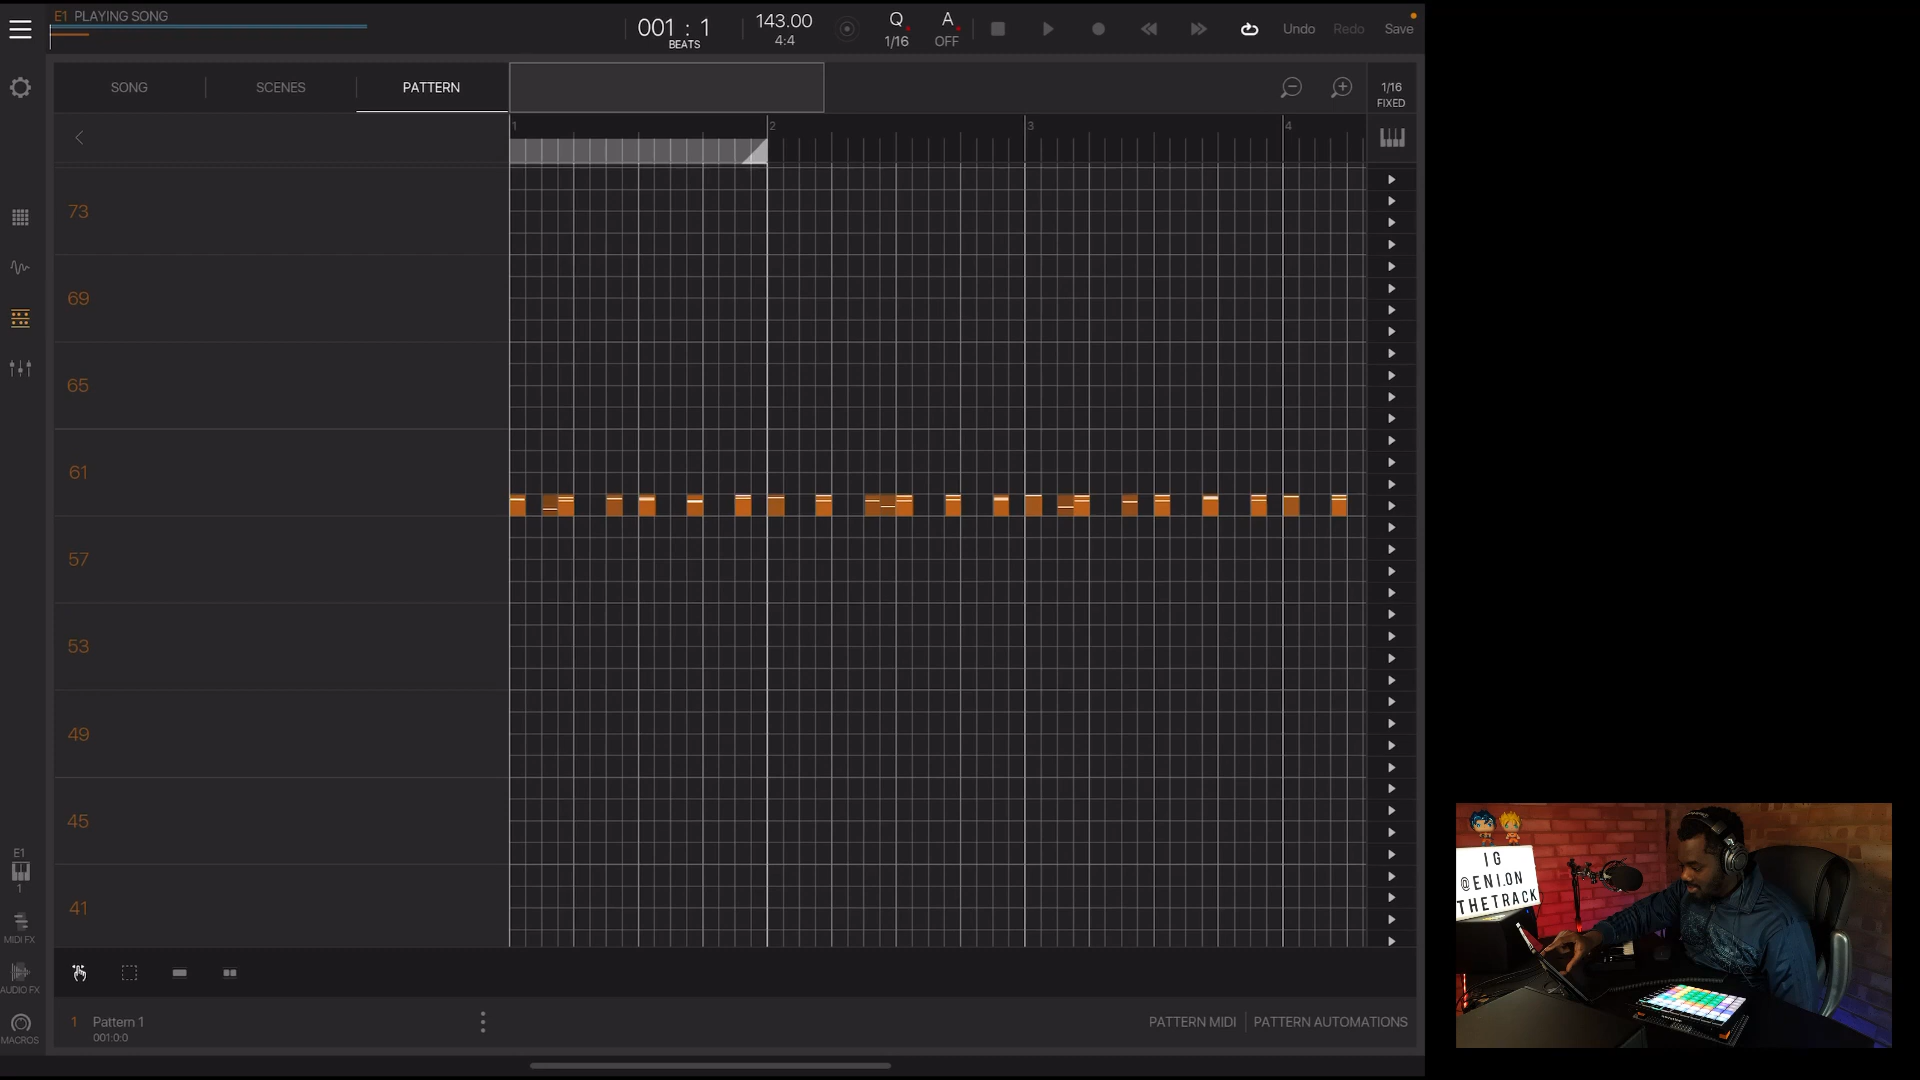 E1 PLAYING SONG
001 : 1
BEATS
143.00
4:4
Q
1/16
A
OFF
Undo
Redo
Save
SONG
SCENES
PATTERN
1/16
FIXED
1
2
3
4
73
69
65
61
57
53
49
45
41
E1
1
MIDI FX
AUDIO FX
MACROS
1 Pattern 1
001:0:0
PATTERN MIDI
PATTERN AUTOMATIONS
IG
@ENI.ON
THETRACK